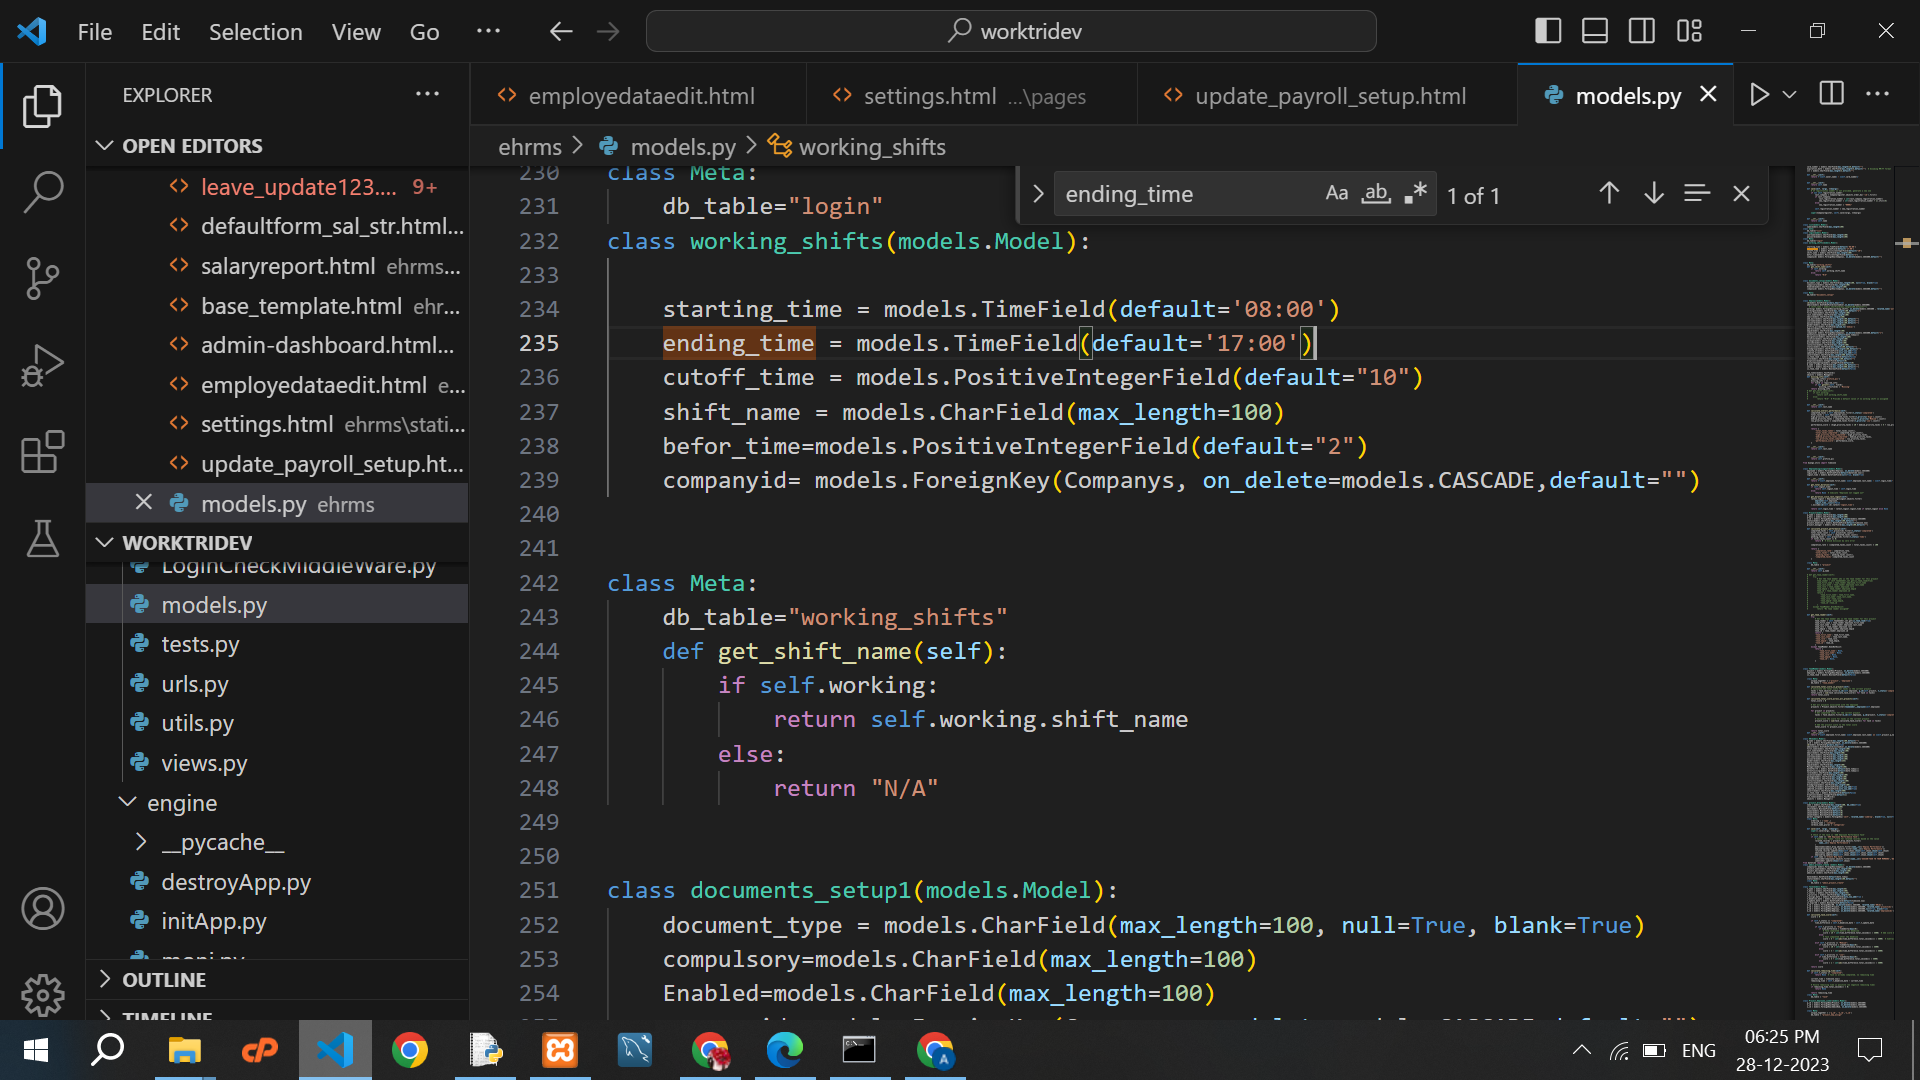 File Edit Selection View Go ··· worktridev
EXPLORER ···
OPEN EDITORS
leave_update123.... 9+
defaultform_sal_str.html...
salaryreport.html ehrms...
base_template.html ehr...
admin-dashboard.html...
employedataedit.html e...
settings.html ehrms\stati...
update_payroll_setup.ht...
models.py ehrms
WORKTRIDEV
LoginCheckMiddleWare.py
models.py
tests.py
urls.py
utils.py
views.py
engine
__pycache__
destroyApp.py
initApp.py
OUTLINE
TIMELINE
employedataedit.html settings.html ...\pages update_payroll_setup.html models.py
ehrms > models.py > working_shifts
ending_time Aa ab .* 1 of 1
230 class Meta:
231 db_table="login"
232 class working_shifts(models.Model):
233
234 starting_time = models.TimeField(default='08:00')
235 ending_time = models.TimeField(default='17:00')
236 cutoff_time = models.PositiveIntegerField(default="10")
237 shift_name = models.CharField(max_length=100)
238 befor_time=models.PositiveIntegerField(default="2")
239 companyid= models.ForeignKey(Companys, on_delete=models.CASCADE,default="")
240
241
242 class Meta:
243 db_table="working_shifts"
244 def get_shift_name(self):
245 if self.working:
246 return self.working.shift_name
247 else:
248 return "N/A"
249
250
251 class documents_setup1(models.Model):
252 document_type = models.CharField(max_length=100, null=True, blank=True)
253 compulsory=models.CharField(max_length=100)
254 Enabled=models.CharField(max_length=100)
ENG
06:25 PM
28-12-2023